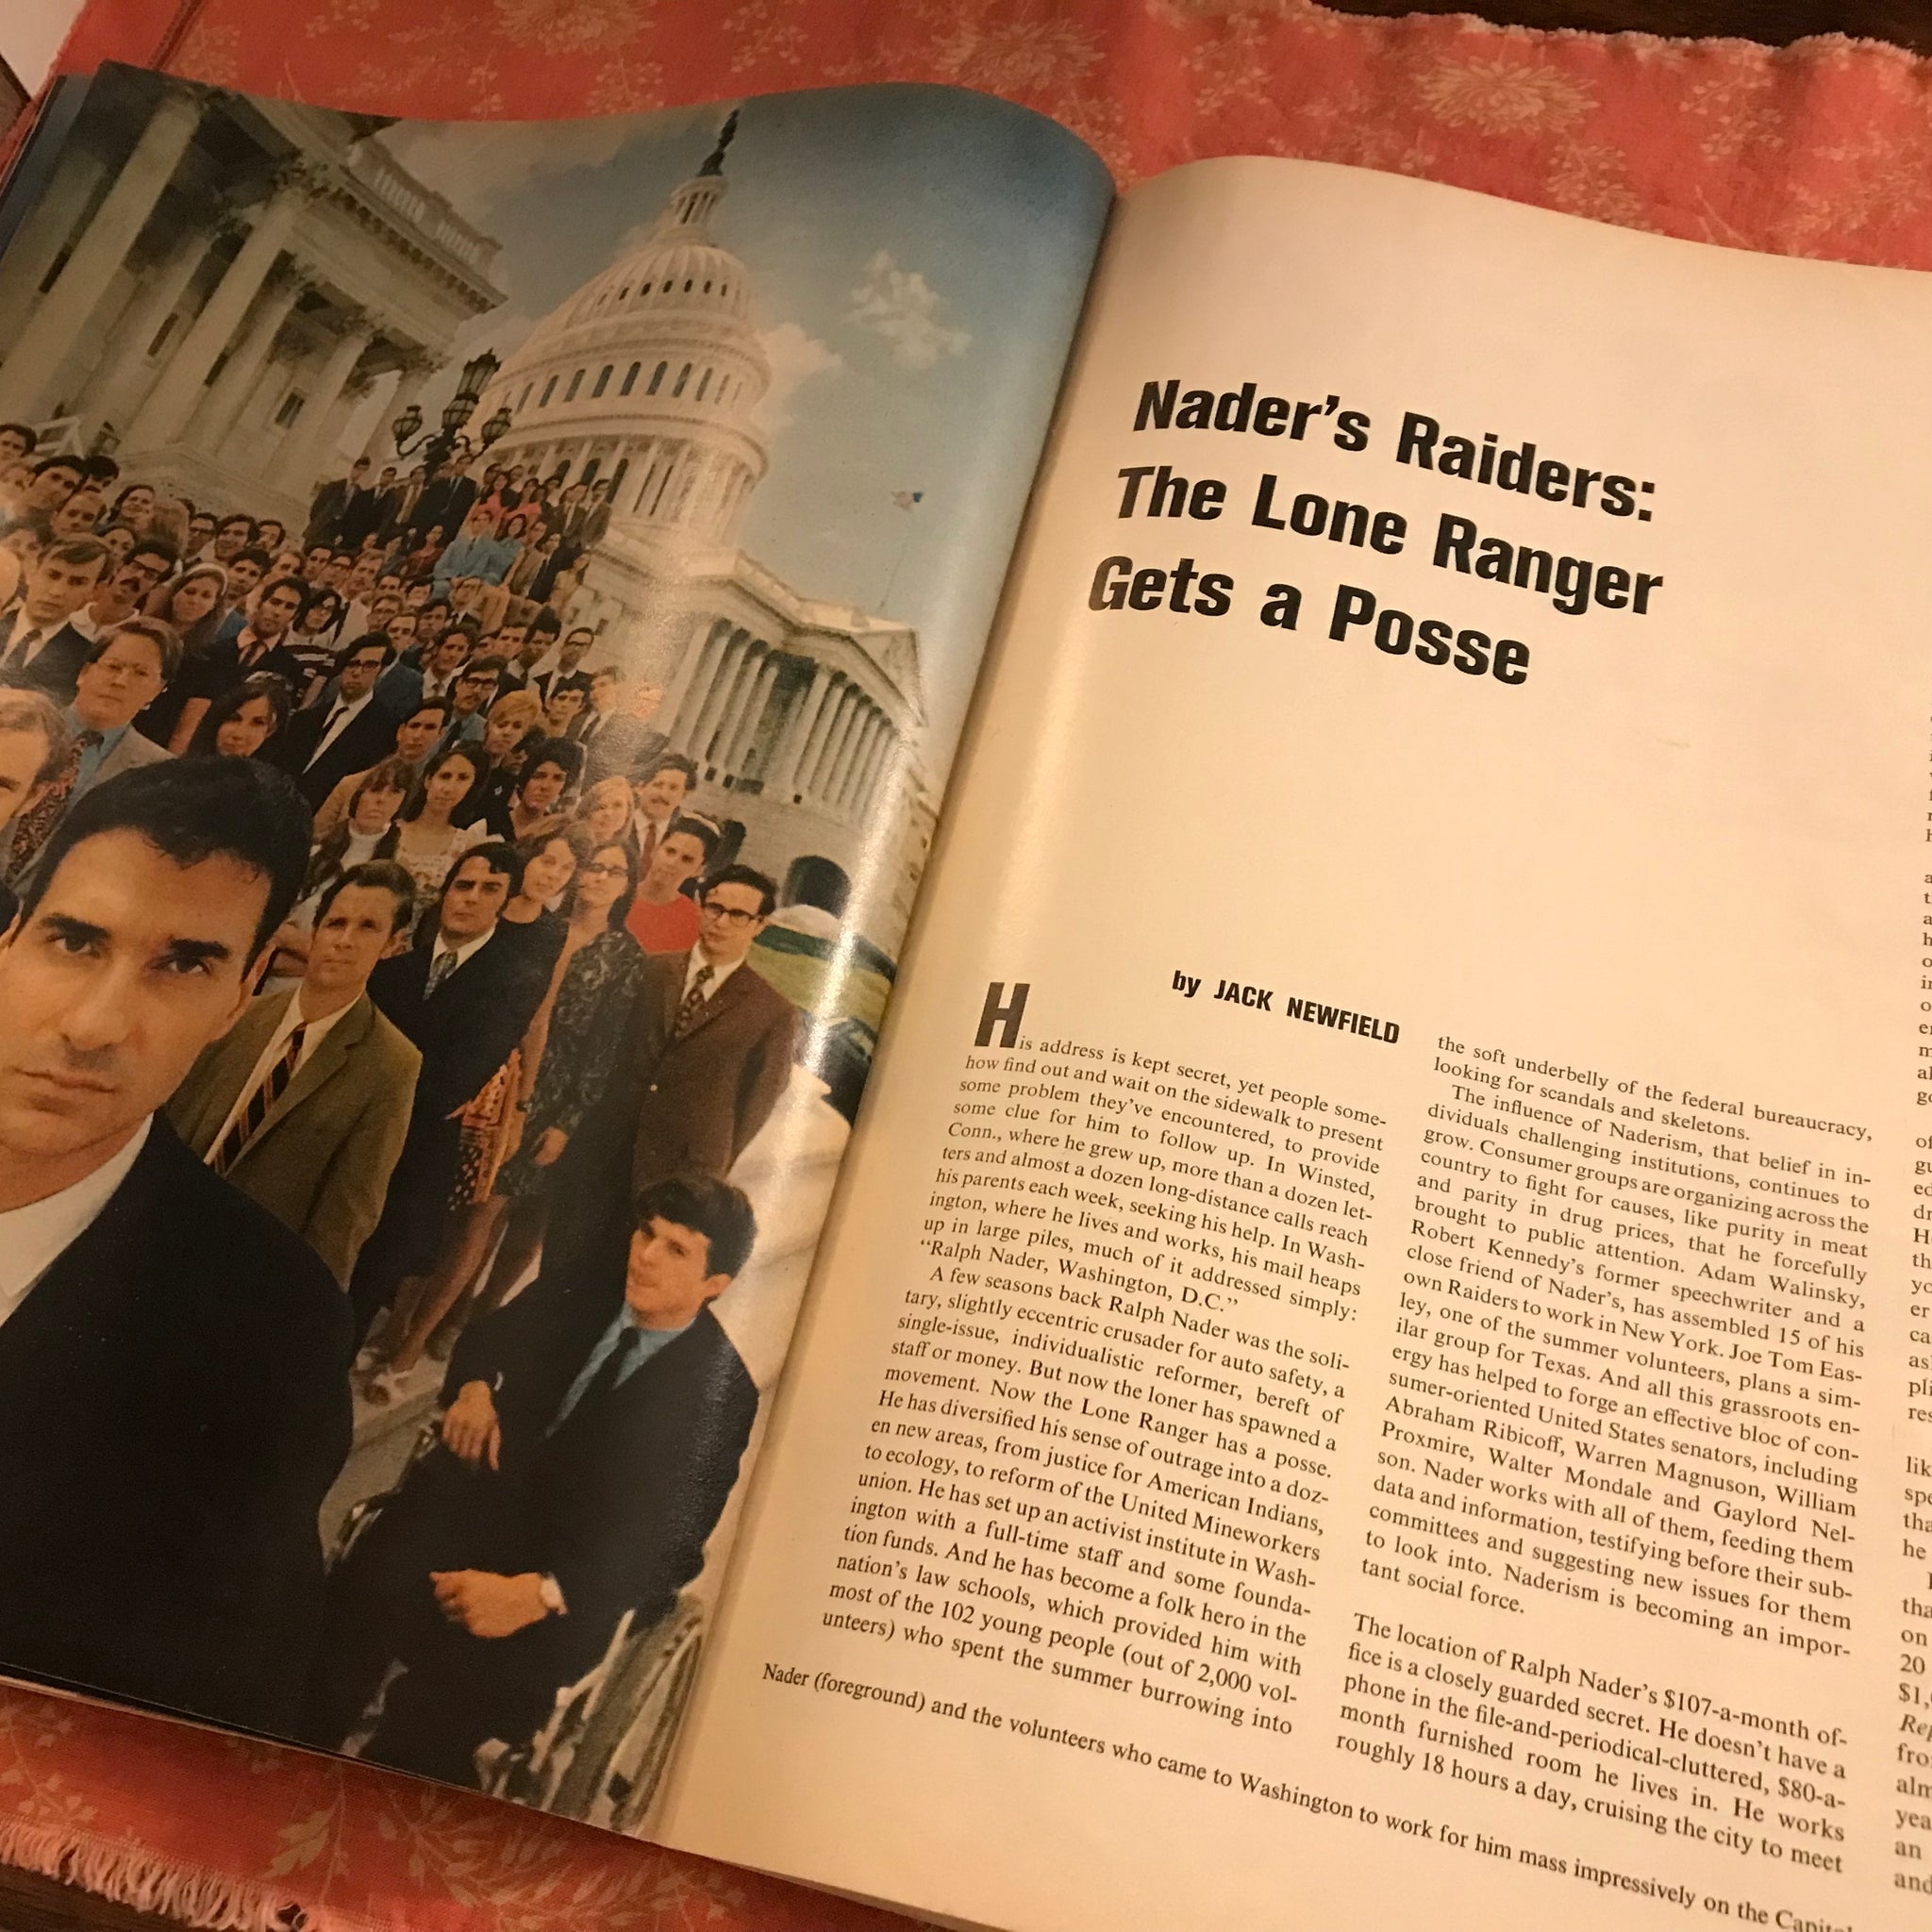 Nader's Raiders:
The Lone Ranger
Gets a Posse
by JACK NEWFIELD
His address is kept secret, yet people some-
how find out and wait on the sidewalk to present
some problem they've encountered, to provide
some clue for him to follow up. In Winsted,
Conn., where he grew up, more than a dozen let-
ters and almost a dozen long-distance calls reach
his parents each week, seeking his help. In Wash-
ington, where he lives and works, his mail heaps
up in large piles, much of it addressed simply:
“Ralph Nader, Washington, D.C.”
A few seasons back Ralph Nader was the soli-
tary, slightly eccentric crusader for auto safety, a
single-issue, individualistic reformer, bereft of
staff or money. But now the loner has spawned a
movement. Now the Lone Ranger has a posse.
He has diversified his sense of outrage into a doz-
en new areas, from justice for American Indians,
to ecology, to reform of the United Mineworkers
union. He has set up an activist institute in Wash-
ington with a full-time staff and some founda-
tion funds. And he has become a folk hero in the
nation's law schools, which provided him with
most of the 102 young people (out of 2,000 vol-
unteers) who spent the summer burrowing into
the soft underbelly of the federal bureaucracy,
looking for scandals and skeletons.
The influence of Naderism, that belief in in-
dividuals challenging institutions, continues to
grow. Consumer groups are organizing across the
country to fight for causes, like purity in meat
and parity in drug prices, that he forcefully
brought to public attention. Adam Walinsky,
Robert Kennedy's former speechwriter and a
close friend of Nader's, has assembled 15 of his
own Raiders to work in New York. Joe Tom Eas-
ley, one of the summer volunteers, plans a sim-
ilar group for Texas. And all this grassroots en-
ergy has helped to forge an effective bloc of con-
sumer-oriented United States senators, including
Abraham Ribicoff, Warren Magnuson, William
Proxmire, Walter Mondale and Gaylord Nel-
son. Nader works with all of them, feeding them
data and information, testifying before their sub-
committees and suggesting new issues for them
to look into. Naderism is becoming an impor-
tant social force.
The location of Ralph Nader's $107-a-month of-
fice is a closely guarded secret. He doesn't have a
phone in the file-and-periodical-cluttered, $80-a-
month furnished room he lives in. He works
roughly 18 hours a day, cruising the city to meet
Nader (foreground) and the volunteers who came to Washington to work for him mass impressively on the